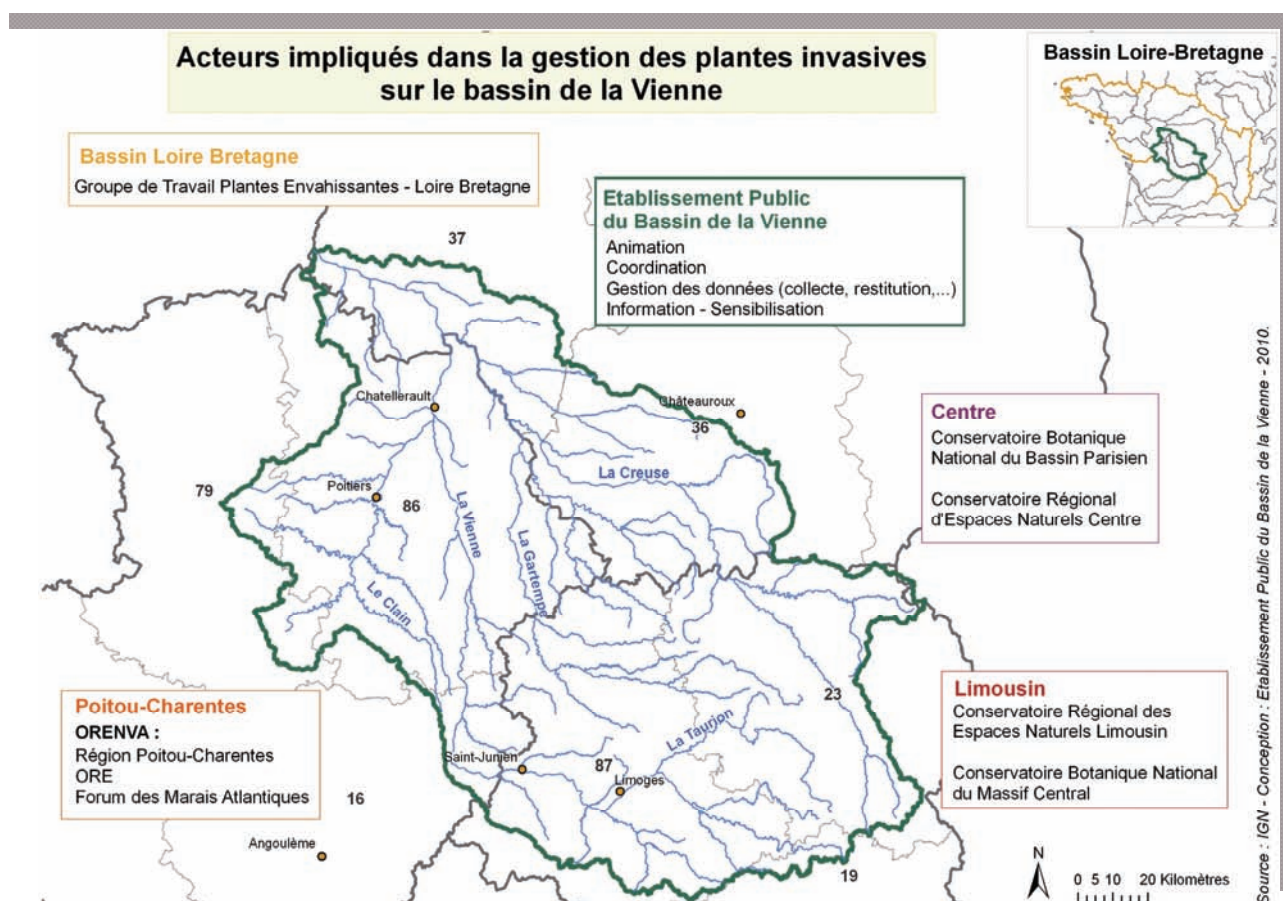 Acteurs impliqués dans la gestion des plantes invasives
sur le bassin de la Vienne
Bassin Loire-Bretagne
Bassin Loire Bretagne
Groupe de Travail Plantes Envahissantes - Loire Bretagne
Etablissement Public
du Bassin de la Vienne
Animation
Coordination
Gestion des données (collecte, restitution,...)
Information - Sensibilisation
37
Chatellerault
Châteauroux
36
Centre
Conservatoire Botanique
National du Bassin Parisien
Conservatoire Régional
d'Espaces Naturels Centre
La Creuse
79
Poitiers
86
La Vienne
La Gartempe
Le Clain
Poitou-Charentes
ORENVA :
Région Poitou-Charentes
ORE
Forum des Marais Atlantiques
16
Angoulème
Saint-Junien
87
Limoges
La Taurion
23
19
Limousin
Conservatoire Régional des
Espaces Naturels Limousin
Conservatoire Botanique National
du Massif Central
N
0 5 10 20 Kilomètres
Source : IGN - Conception : Etablissement Public du Bassin de la Vienne - 2010.